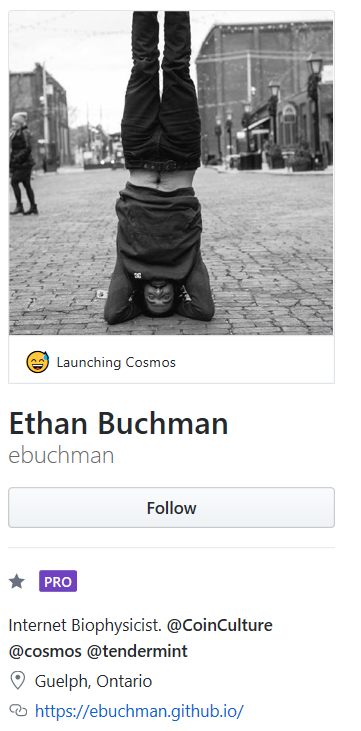 Launching Cosmos
Ethan Buchman
ebuchman
Follow
PRO
Internet Biophysicist. @CoinCulture
@cosmos @tendermint
Guelph, Ontario
https://ebuchman.github.io/